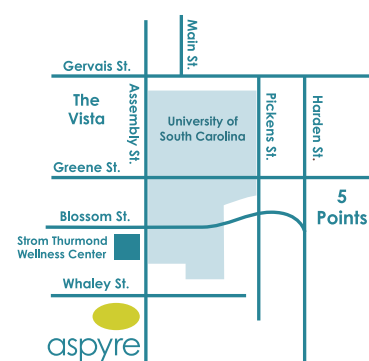 Main St.
Gervais St.
The
Vista
Assembly St.
University of
South Carolina
Pickens St.
Harden St.
Greene St.
5
Points
Blossom St.
Strom Thurmond
Wellness Center
Whaley St.
aspyre